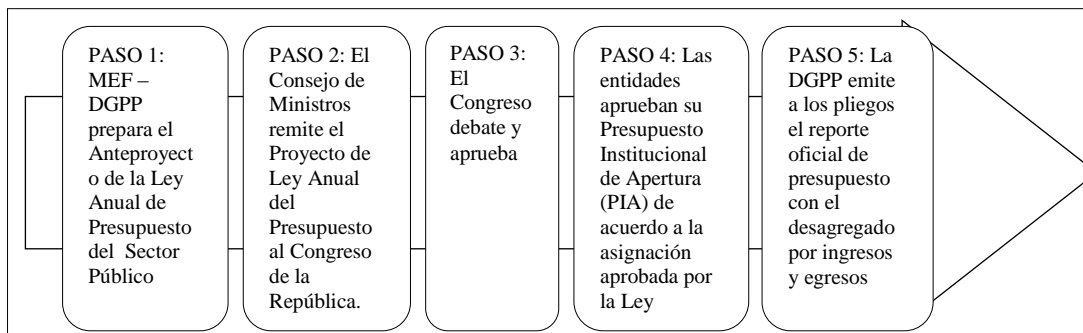 PASO 1:
MEF –
DGPP
prepara el
Anteproyect
o de la Ley
Anual de
Presupuesto
del Sector
Público
PASO 2: El
Consejo de
Ministros
remite el
Proyecto de
Ley Anual
del
Presupuesto
al Congreso
de la
República.
PASO 3:
El
Congreso
debate y
aprueba
PASO 4: Las
entidades
aprueban su
Presupuesto
Institucional
de Apertura
(PIA) de
acuerdo a la
asignación
aprobada por
la Ley
PASO 5: La
DGPP emite
a los pliegos
el reporte
oficial de
presupuesto
con el
desagregado
por ingresos
y egresos